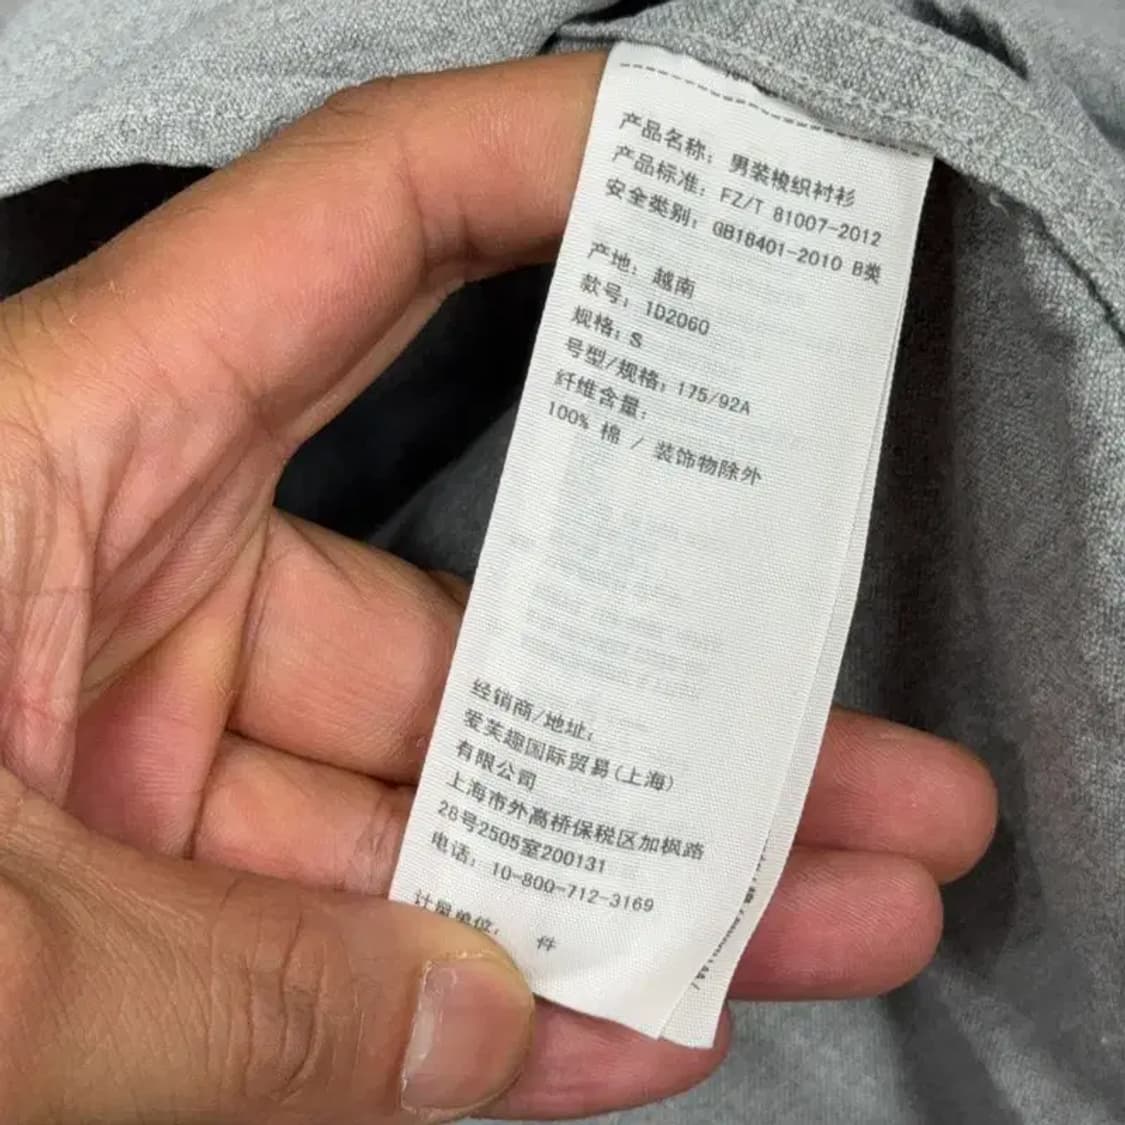 产品名称: 男装梭织衬衫
产品标准: FZ/T 81007-2012
安全类别: GB18401-2010 B类
产地: 越南
款号: 1D2060
规格: S
号型/规格: 175/92A
纤维含量:
100% 棉 / 装饰物除外
经销商/地址:
爱芙趣国际贸易(上海)
有限公司
上海市外高桥保税区加枫路
28号2505室200131
电话: 10-800-712-3169
计量单位: 件